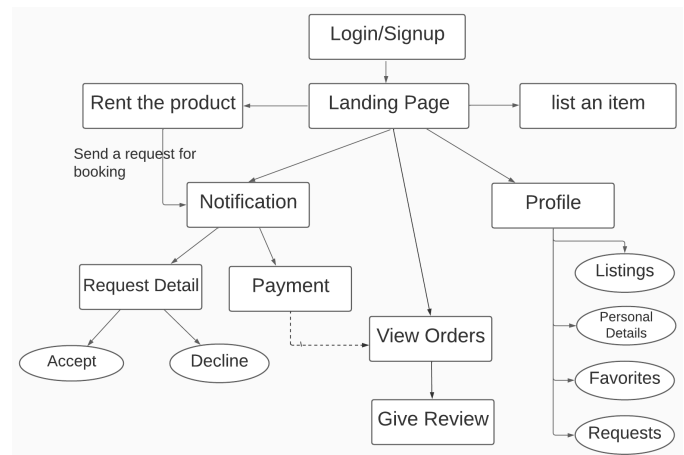 Login/Signup
Rent the product
Landing Page
list an item
Send a request for
booking
Notification
Profile
Request Detail
Payment
Listings
Personal
Details
View Orders
Accept
Decline
Favorites
Give Review
Requests